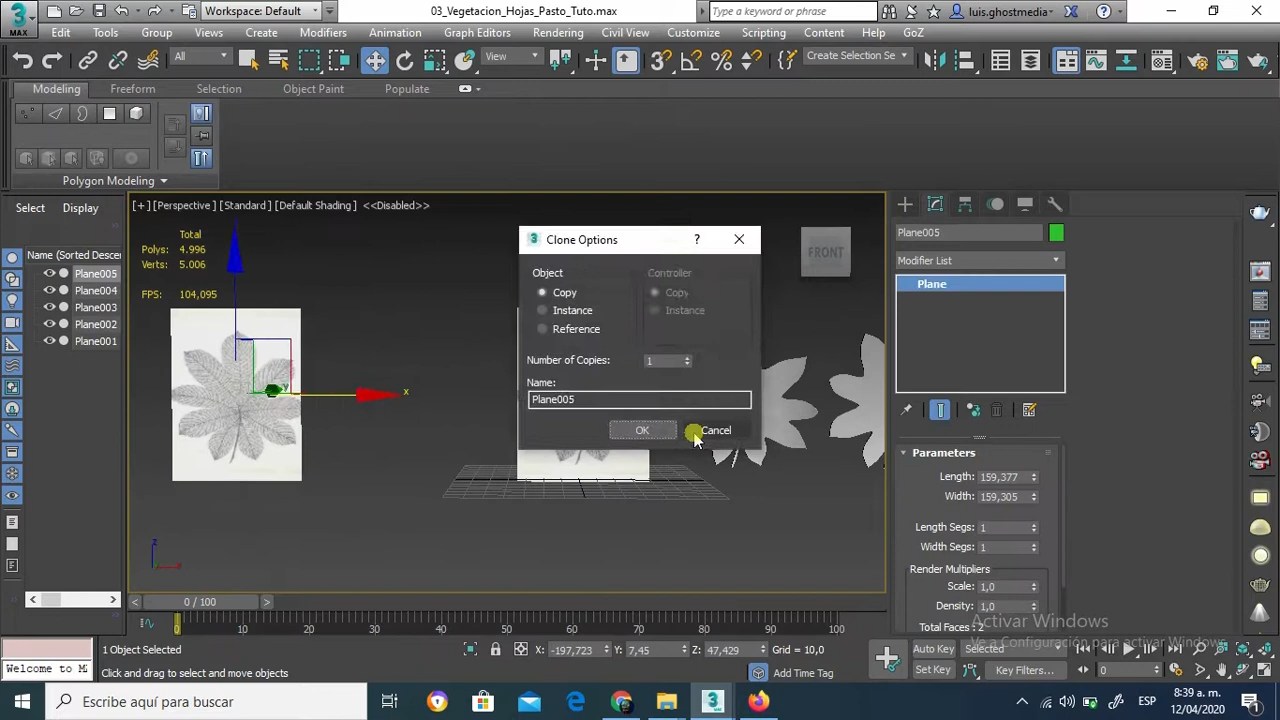 3
MAX
Workspace: Default
03_Vegetacion_Hojas_Pasto_Tuto.max
Type a keyword or phrase
luis.ghostmedia
File
Edit
Tools
Group
Views
Create
Modifiers
Animation
Graph Editors
Rendering
Civil View
Customize
Scripting
Content
Help
GoZ
All
View
Create Selection Se
Modeling
Freeform
Selection
Object Paint
Populate
Polygon Modeling
Select
Display
[+] [Perspective] [Standard] [Default Shading] <<Disabled>>
Total
Polys: 4.996
Verts: 5.006
FPS: 104,095
FRONT
Name (Sorted Descen
Plane005
Plane004
Plane003
Plane002
Plane001
Clone Options
?
Object
Copy
Instance
Reference
Controller
Copy
Instance
Number of Copies: 1
Name:
Plane005
OK
Cancel
x
y
z
Plane005
Modifier List
Plane
Parameters
Length: 159,377
Width: 159,305
Length Segs: 1
Width Segs: 1
Render Multipliers
Scale: 1,0
Density: 1,0
Total Faces : 2
Activar Windows
Ve a Configuración para activar Windows.
0 / 100
0 10 20 30 40 50 60 70 80 90 100
1 Object Selected
X: -197,723
Y: 7,45
Z: 47,429
Grid = 10,0
Auto Key
Selected
Welcome to M
Click and drag to select and move objects
Add Time Tag
Set Key
Key Filters...
0
Escribe aquí para buscar
ESP
8:39 a. m.
12/04/2020